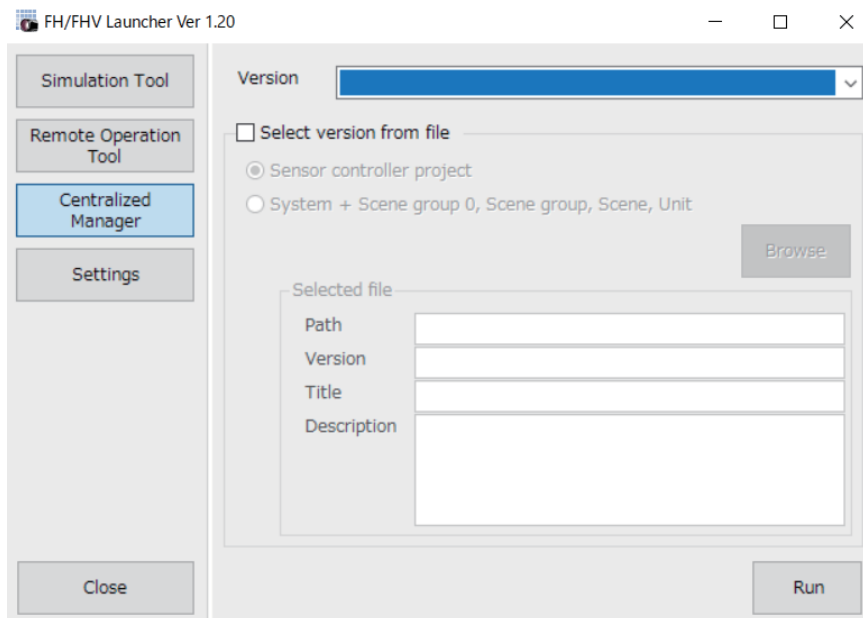 FH/FHV Launcher Ver 1.20
Simulation Tool
Remote Operation
Tool
Centralized
Manager
Settings
Close
Version
Select version from file
Sensor controller project
System + Scene group 0, Scene group, Scene, Unit
Browse
Selected file
Path
Version
Title
Description
Run